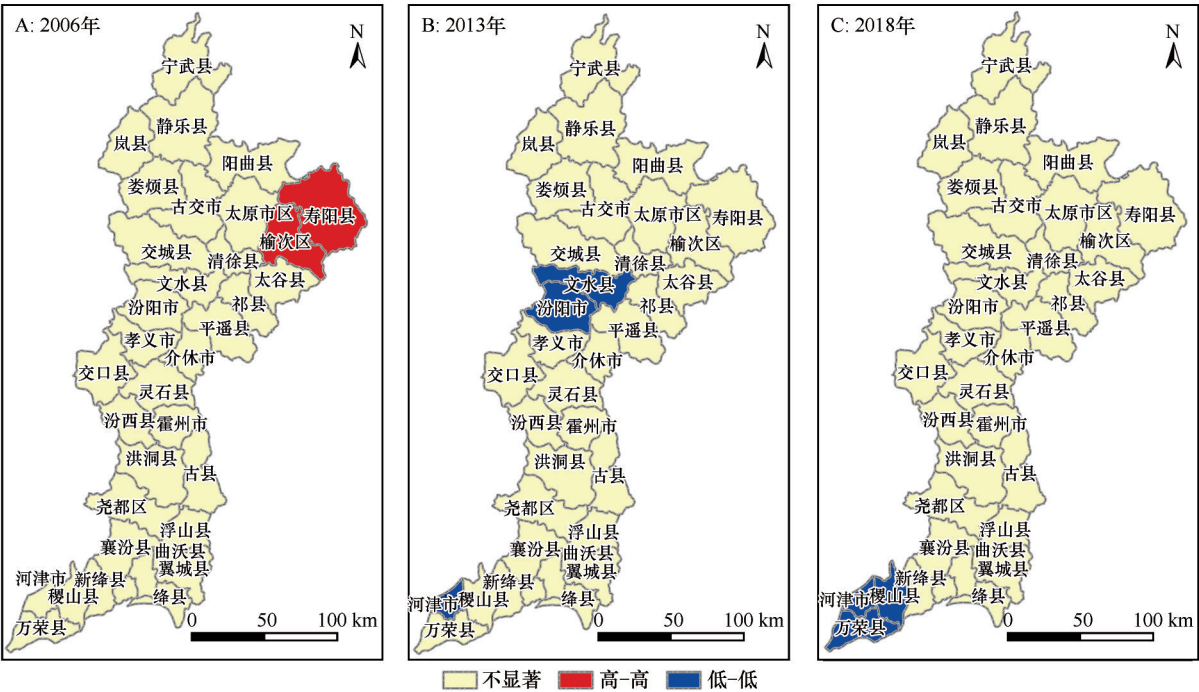 A: 2006年
N
宁武县
静乐县
岚县
阳曲县
娄烦县
古交市
太原市区
寿阳县
榆次区
交城县
清徐县
太谷县
文水县
汾阳市
祁县
平遥县
孝义市
介休市
交口县
灵石县
汾西县
霍州市
洪洞县
古县
尧都区
浮山县
襄汾县
曲沃县
翼城县
河津市
新绛县
稷山县
绛县
万荣县
0 50 100 km
B: 2013年
N
宁武县
静乐县
岚县
阳曲县
娄烦县
古交市
太原市区
寿阳县
榆次区
交城县
清徐县
太谷县
文水县
汾阳市
祁县
平遥县
孝义市
介休市
交口县
灵石县
汾西县
霍州市
洪洞县
古县
尧都区
浮山县
襄汾县
曲沃县
翼城县
新绛县
河津市
稷山县
绛县
万荣县
0 50 100 km
C: 2018年
N
宁武县
静乐县
岚县
阳曲县
娄烦县
古交市
太原市区
寿阳县
榆次区
交城县
清徐县
太谷县
文水县
汾阳市
祁县
平遥县
孝义市
介休市
交口县
灵石县
汾西县
霍州市
洪洞县
古县
尧都区
浮山县
襄汾县
曲沃县
翼城县
新绛县
河津市
稷山县
绛县
万荣县
0 50 100 km
不显著 高-高 低-低